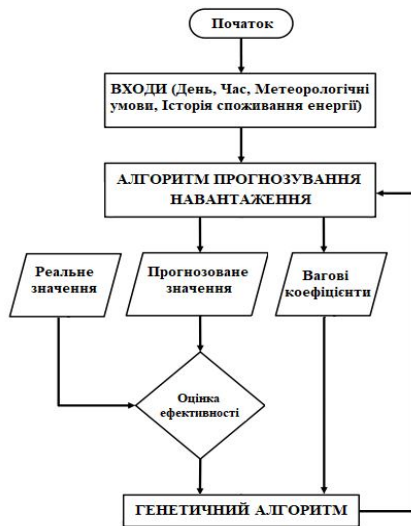 Початок
ВХОДИ (День, Час, Метеорологічні
умови, Історія споживання енергії)
АЛГОРИТМ ПРОГНОЗУВАННЯ
НАВАНТАЖЕННЯ
Реальне
значення
Прогнозоване
значення
Вагові
коефіцієнти
Оцінка
ефективності
ГЕНЕТИЧНИЙ АЛГОРИТМ